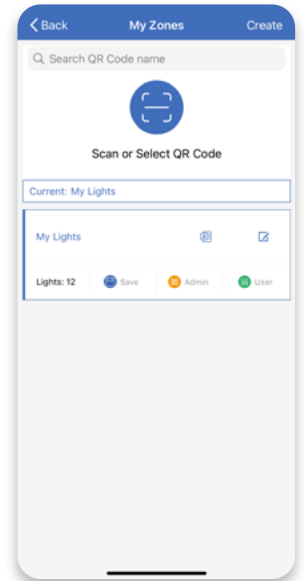 Back My Zones Create
Search QR Code name
Scan or Select QR Code
Current: My Lights
My Lights
Lights: 12 Save Admin User